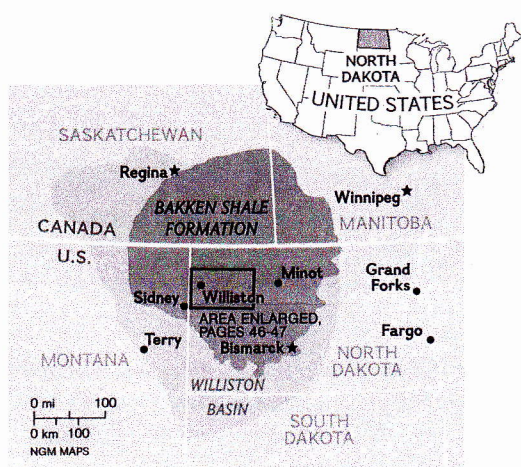 NORTH
DAKOTA
UNITED STATES
SASKATCHEWAN
Regina
BAKKEN SHALE
FORMATION
Winnipeg
MANITOBA
CANADA
U.S.
Minot
Grand
Forks
Williston
Sidney
AREA ENLARGED,
PAGES 46-47
Terry
Bismarck
Fargo
MONTANA
NORTH
DAKOTA
WILLISTON
BASIN
0 mi 100
0 km 100
SOUTH
DAKOTA
NGM MAPS